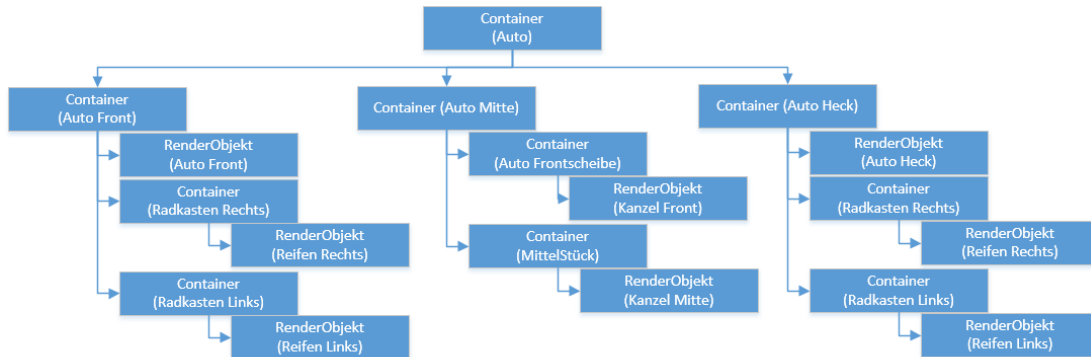 Container
(Auto)
Container
(Auto Front)
RenderObjekt
(Auto Front)
Container
(Radkasten Rechts)
RenderObjekt
(Reifen Rechts)
Container
(Radkasten Links)
RenderObjekt
(Reifen Links)
Container (Auto Mitte)
Container
(Auto Frontscheibe)
RenderObjekt
(Kanzel Front)
Container
(MittelStück)
RenderObjekt
(Kanzel Mitte)
Container (Auto Heck)
RenderObjekt
(Auto Heck)
Container
(Radkasten Rechts)
RenderObjekt
(Reifen Rechts)
Container
(Radkasten Links)
RenderObjekt
(Reifen Links)